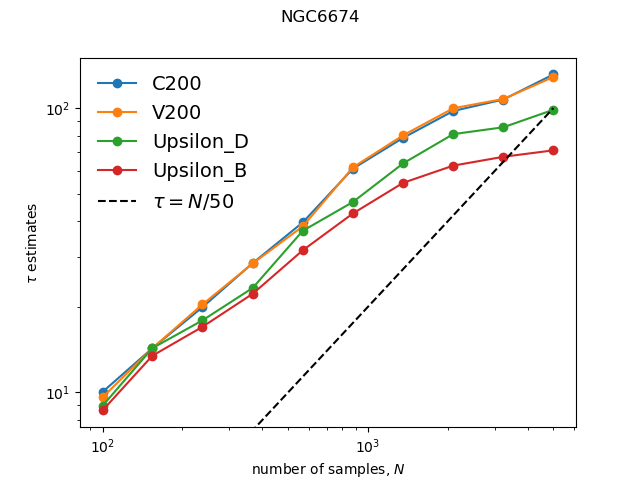 NGC6674
C200
V200
Upsilon_D
Upsilon_B
τ = N/50
10²
10¹
τ estimates
10² 10³
number of samples, N